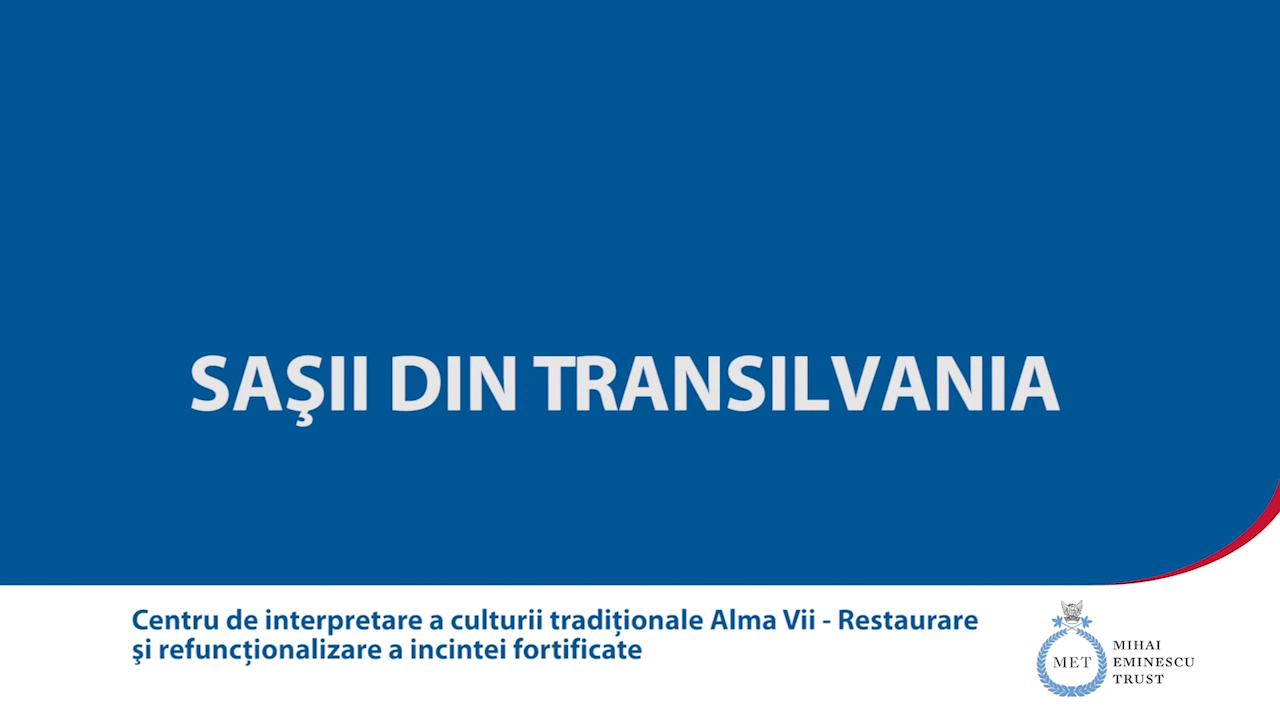 SAŞII DIN TRANSILVANIA
Centru de interpretare a culturii tradiționale Alma Vii - Restaurare
şi refuncționalizare a incintei fortificate
MET
MIHAI
EMINESCU
TRUST